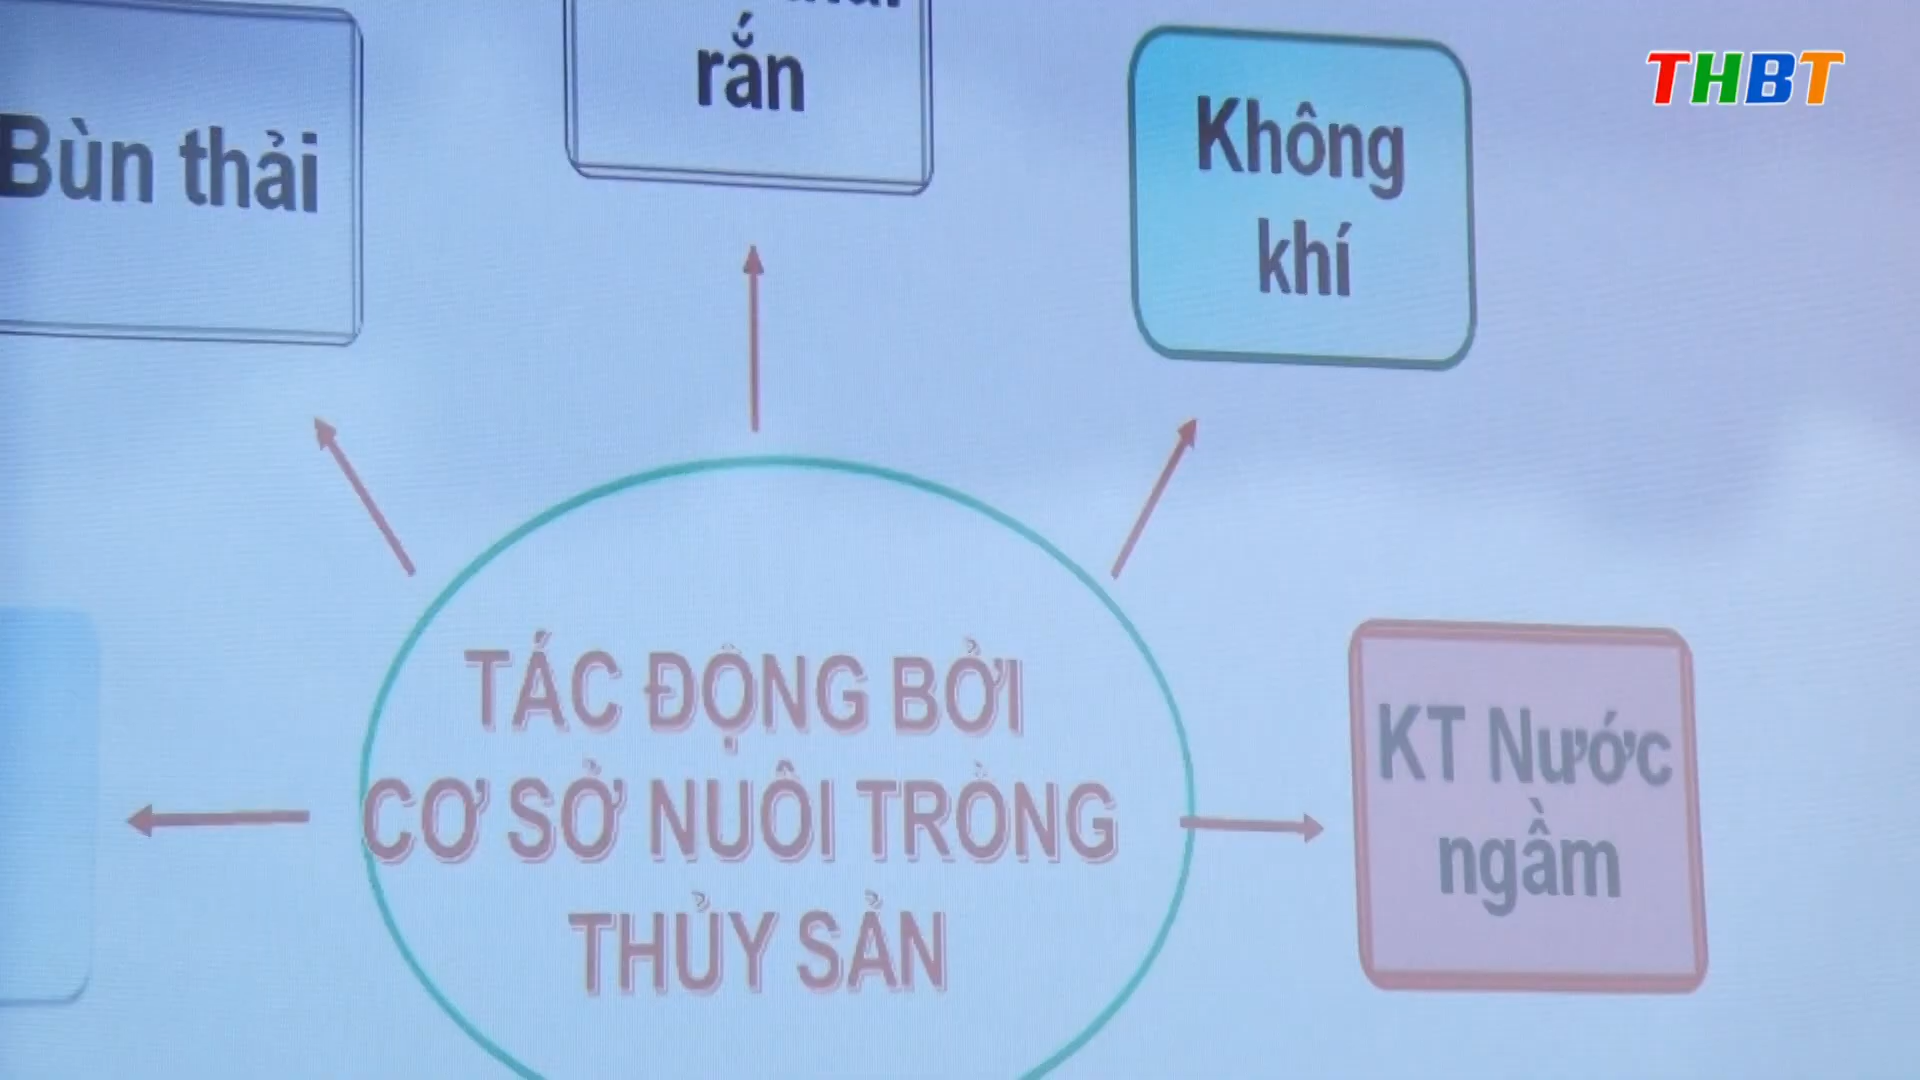 rắn
Bùn thải
Không
khí
THBT
TÁC ĐỘNG BỞI
CƠ SỞ NUÔI TRỒNG
THỦY SẢN
KT Nước
ngầm